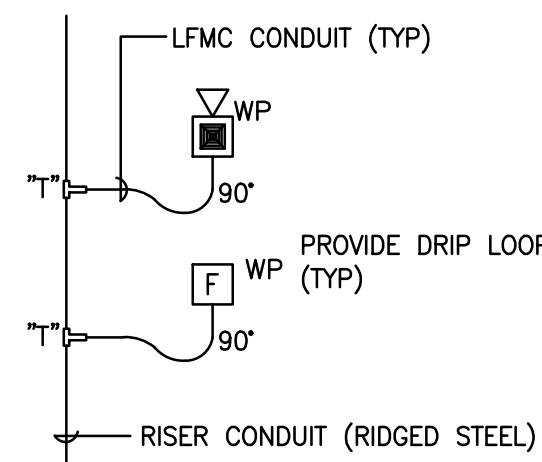 LFMC CONDUIT (TYP)
WP
"T"
90°
PROVIDE DRIP LOOP
(TYP)
WP
F
"T"
90°
RISER CONDUIT (RIDGED STEEL)